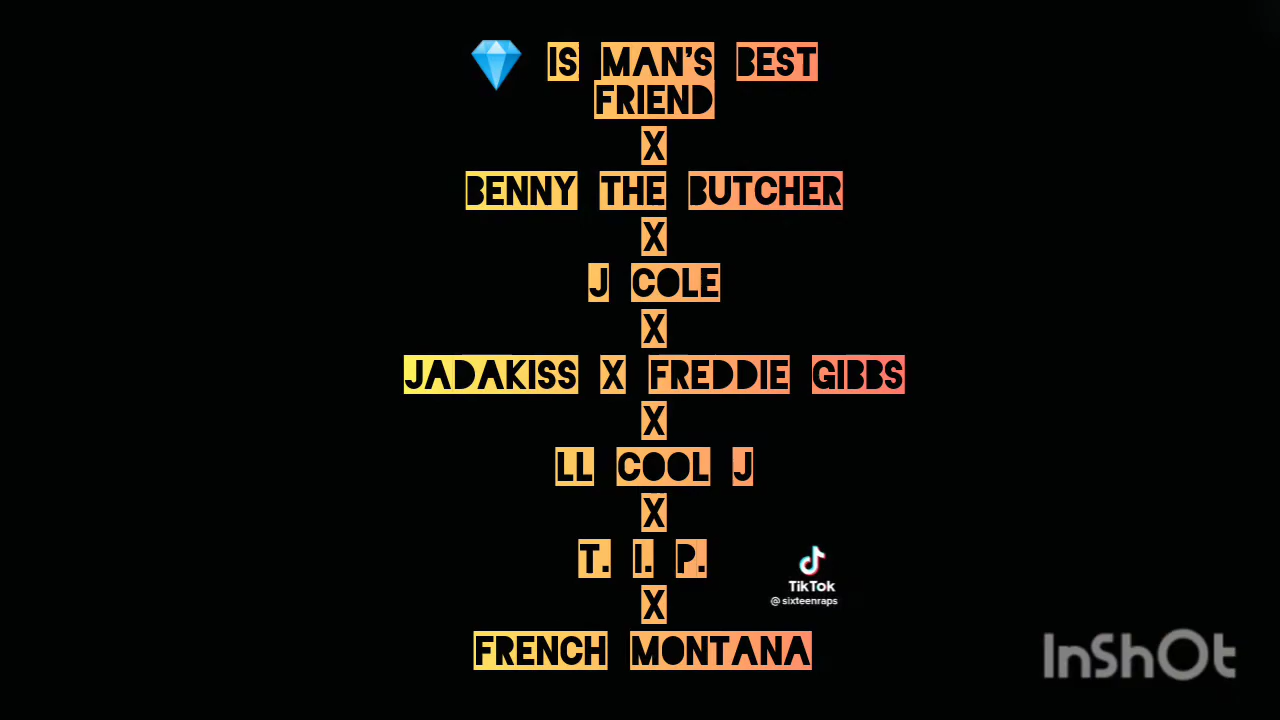 💎 IS MAN'S BEST
FRIEND
X
BENNY THE BUTCHER
X
J COLE
X
JADAKISS X FREDDIE GIBBS
X
LL COOL J
X
T. I. P.
X
FRENCH MONTANA
TikTok
@sixteenraps
InShOt